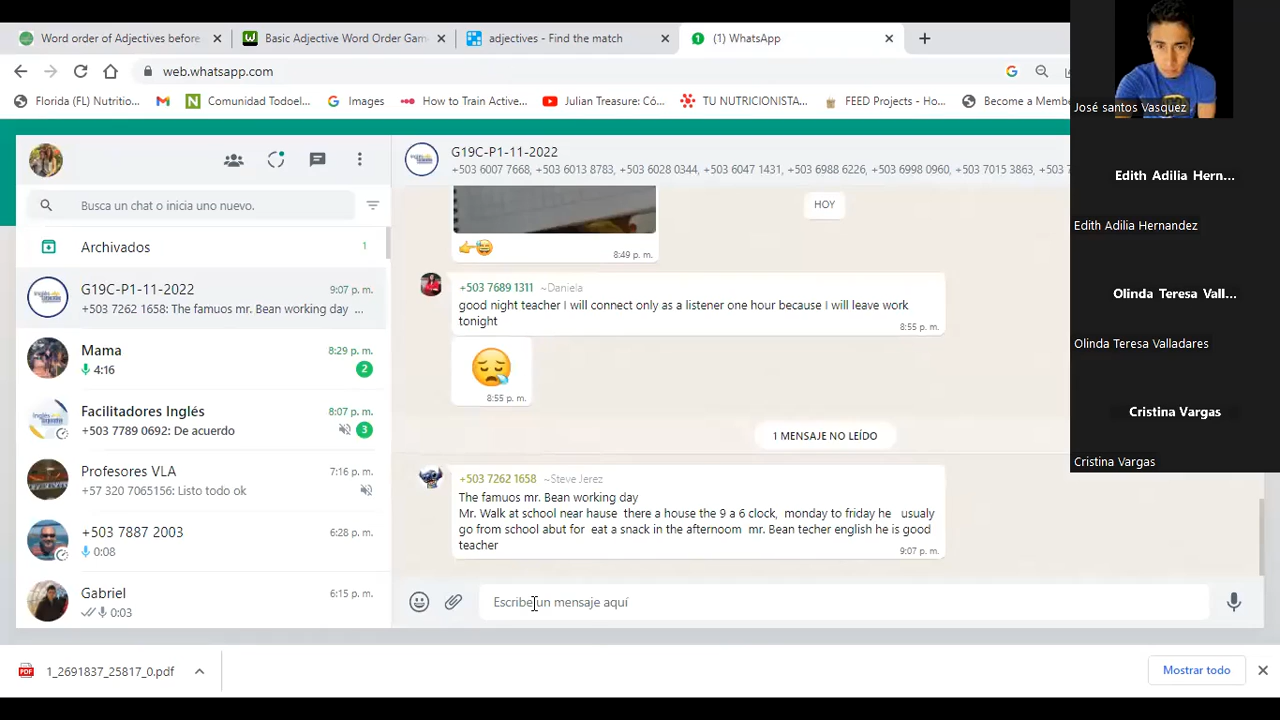 Word order of Adjectives before
Basic Adjective Word Order Gam
adjectives - Find the match
(1) WhatsApp
web.whatsapp.com
Florida (FL) Nutritio...
Comunidad Todoel...
Images
How to Train Active...
Julian Treasure: Có...
TU NUTRICIONISTA...
FEED Projects - Ho...
Become a Memb
José santos Vasquez
Edith Adilia Hern...
Edith Adilia Hernandez
Olinda Teresa Vall...
Olinda Teresa Valladares
Cristina Vargas
Cristina Vargas
Busca un chat o inicia uno nuevo.
Archivados
1
G19C-P1-11-2022
9:07 p. m.
+503 7262 1658: The famuos mr. Bean working day ...
Mama
8:29 p. m.
4:16
2
Facilitadores Inglés
8:07 p. m.
+503 7789 0692: De acuerdo
3
Profesores VLA
7:16 p. m.
+57 320 7065156: Listo todo ok
+503 7887 2003
6:28 p. m.
0:08
Gabriel
6:15 p. m.
0:03
G19C-P1-11-2022
+503 6007 7668, +503 6013 8783, +503 6028 0344, +503 6047 1431, +503 6988 6226, +503 6998 0960, +503 7015 3863, +503 7
HOY
8:49 p. m.
+503 7689 1311 ~Daniela
good night teacher I will connect only as a listener one hour because I will leave work
tonight
8:55 p. m.
8:55 p. m.
1 MENSAJE NO LEÍDO
+503 7262 1658 ~Steve Jerez
The famuos mr. Bean working day
Mr. Walk at school near hause there a house the 9 a 6 clock, monday to friday he usualy
go from school abut for eat a snack in the afternoom mr. Bean techer english he is good
teacher
9:07 p. m.
Escribe un mensaje aquí
1_2691837_25817_0.pdf
Mostrar todo